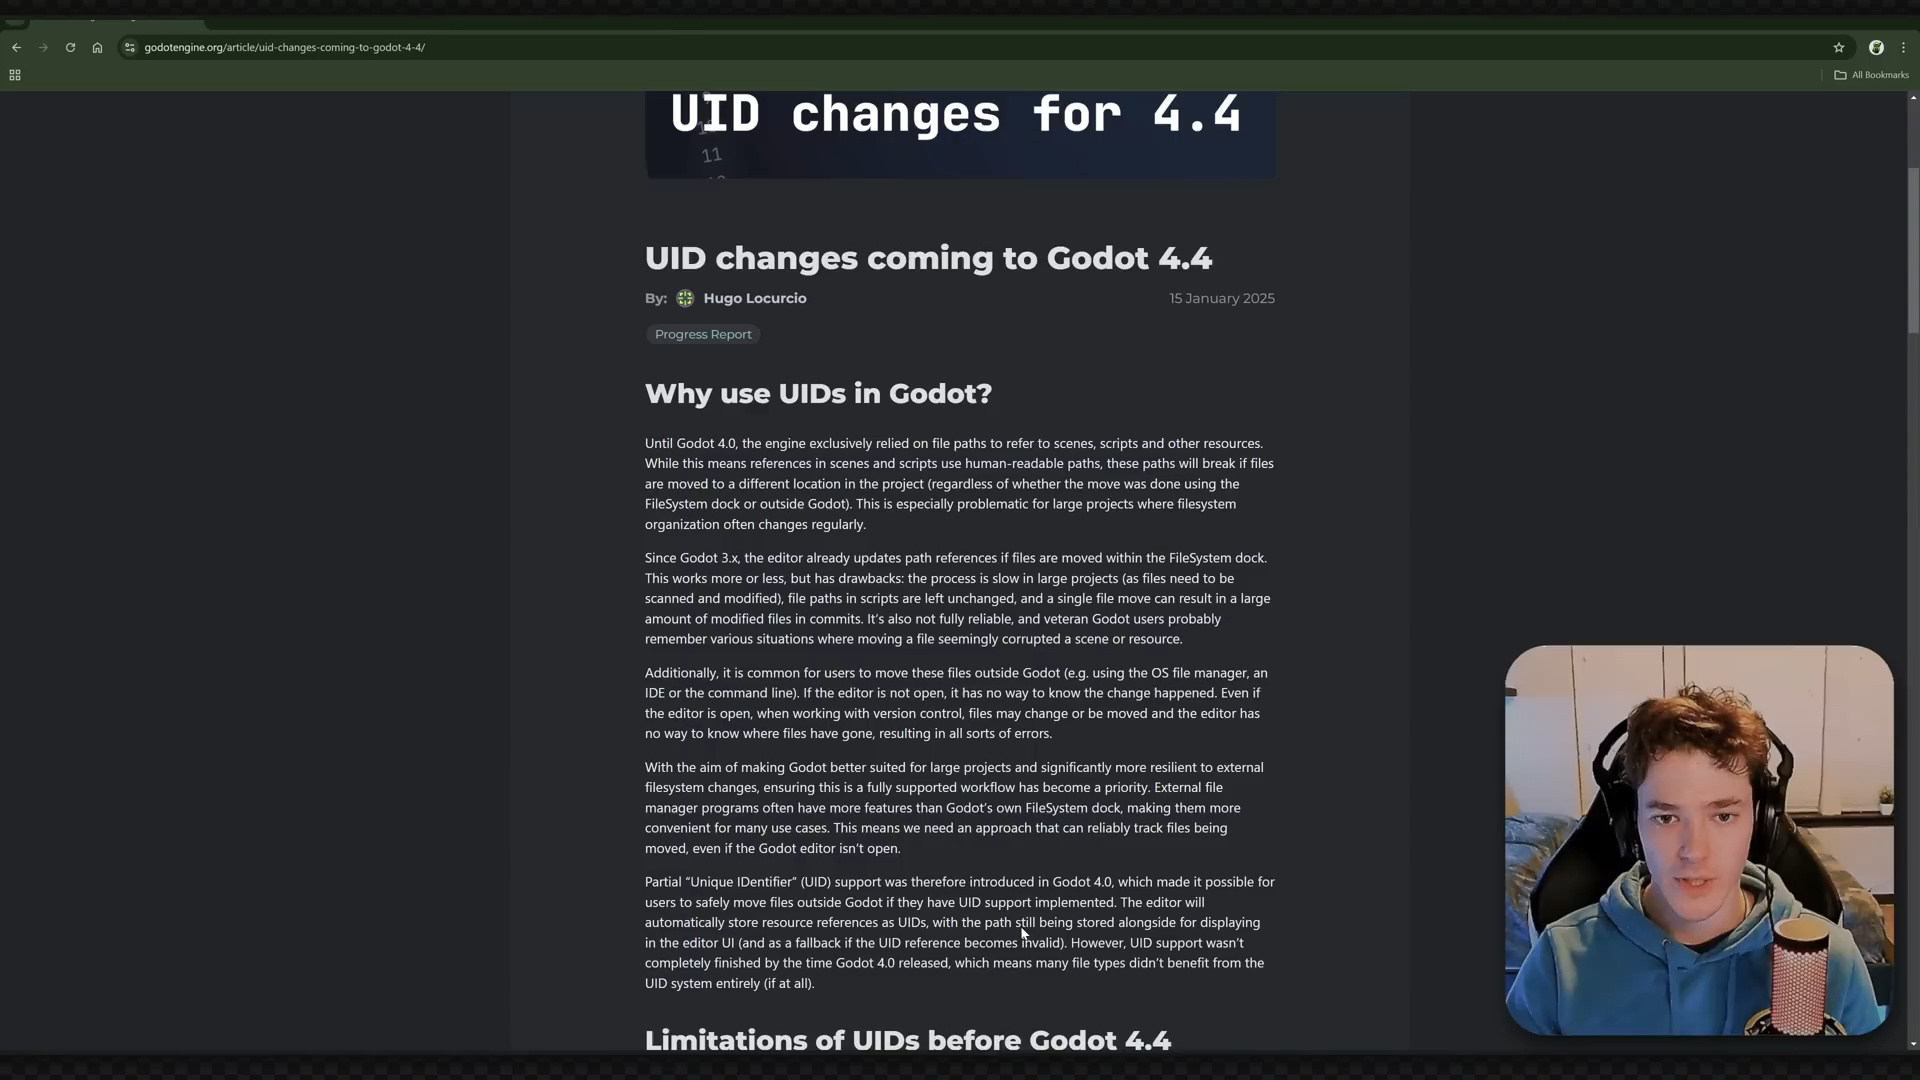 godotengine.org/article/uid-changes-coming-to-godot-4-4/
All Bookmarks
UID changes for 4.4
11
UID changes coming to Godot 4.4
By: Hugo Locurcio
15 January 2025
Progress Report
Why use UIDs in Godot?
Until Godot 4.0, the engine exclusively relied on file paths to refer to scenes, scripts and other resources.
While this means references in scenes and scripts use human-readable paths, these paths will break if files
are moved to a different location in the project (regardless of whether the move was done using the
FileSystem dock or outside Godot). This is especially problematic for large projects where filesystem
organization often changes regularly.
Since Godot 3.x, the editor already updates path references if files are moved within the FileSystem dock.
This works more or less, but has drawbacks: the process is slow in large projects (as files need to be
scanned and modified), file paths in scripts are left unchanged, and a single file move can result in a large
amount of modified files in commits. It's also not fully reliable, and veteran Godot users probably
remember various situations where moving a file seemingly corrupted a scene or resource.
Additionally, it is common for users to move these files outside Godot (e.g. using the OS file manager, an
IDE or the command line). If the editor is not open, it has no way to know the change happened. Even if
the editor is open, when working with version control, files may change or be moved and the editor has
no way to know where files have gone, resulting in all sorts of errors.
With the aim of making Godot better suited for large projects and significantly more resilient to external
filesystem changes, ensuring this is a fully supported workflow has become a priority. External file
manager programs often have more features than Godot's own FileSystem dock, making them more
convenient for many use cases. This means we need an approach that can reliably track files being
moved, even if the Godot editor isn't open.
Partial "Unique IDentifier" (UID) support was therefore introduced in Godot 4.0, which made it possible for
users to safely move files outside Godot if they have UID support implemented. The editor will
automatically store resource references as UIDs, with the path still being stored alongside for displaying
in the editor UI (and as a fallback if the UID reference becomes invalid). However, UID support wasn't
completely finished by the time Godot 4.0 released, which means many file types didn't benefit from the
UID system entirely (if at all).
Limitations of UIDs before Godot 4.4